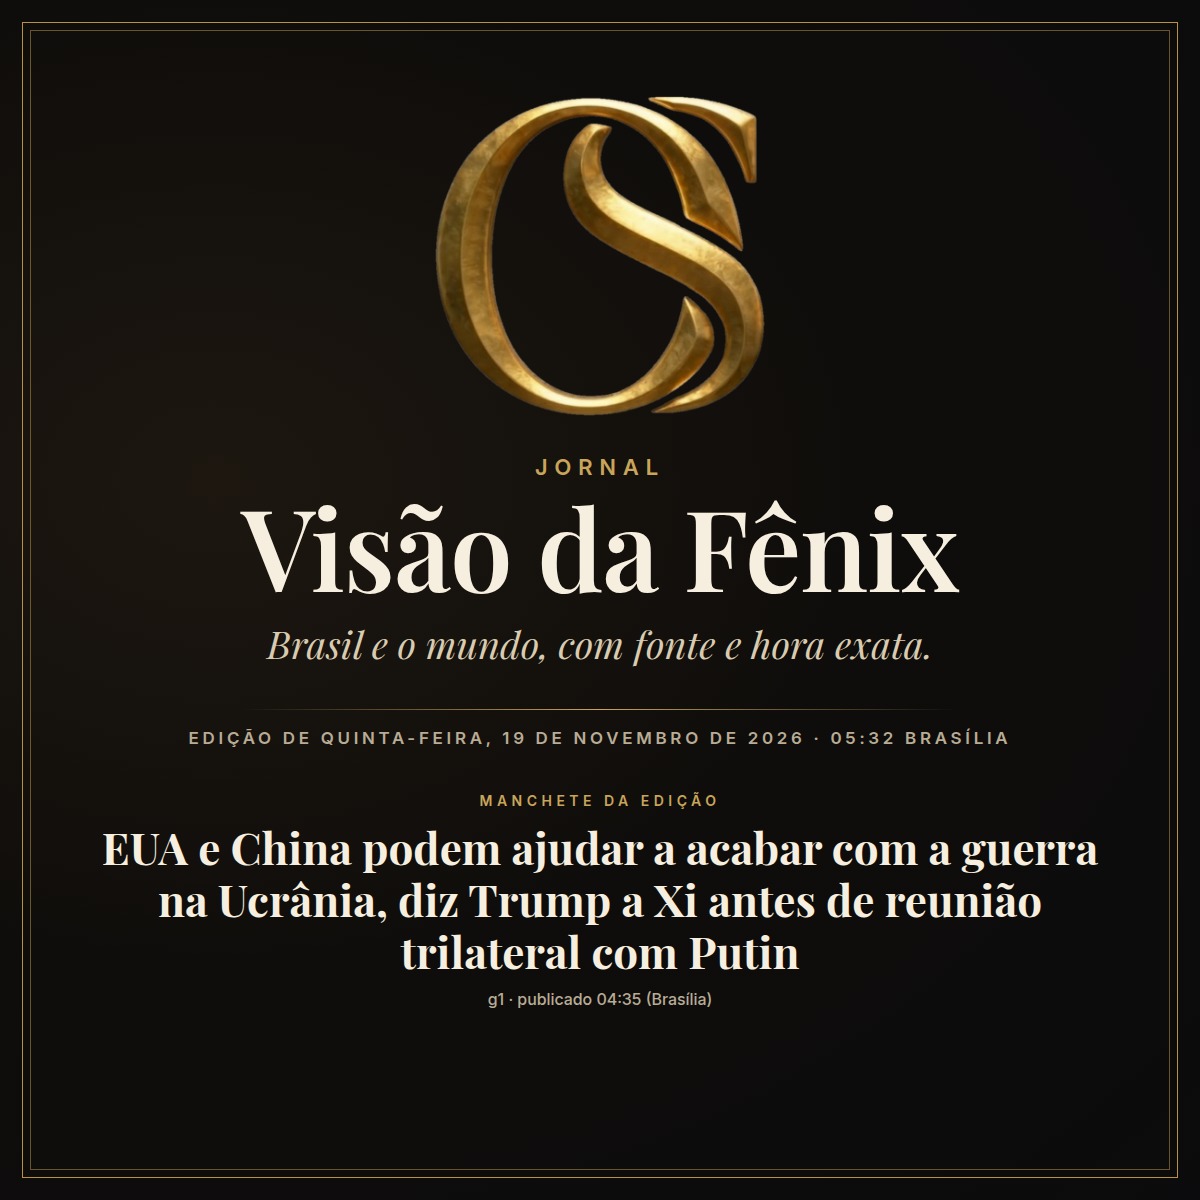 CS
JORNAL
Visão da Fênix
Brasil e o mundo, com fonte e hora exata.
EDIÇÃO DE QUINTA-FEIRA, 19 DE NOVEMBRO DE 2026 · 05:32 BRASÍLIA
MANCHETE DA EDIÇÃO
EUA e China podem ajudar a acabar com a guerra
na Ucrânia, diz Trump a Xi antes de reunião
trilateral com Putin
g1 · publicado 04:35 (Brasília)